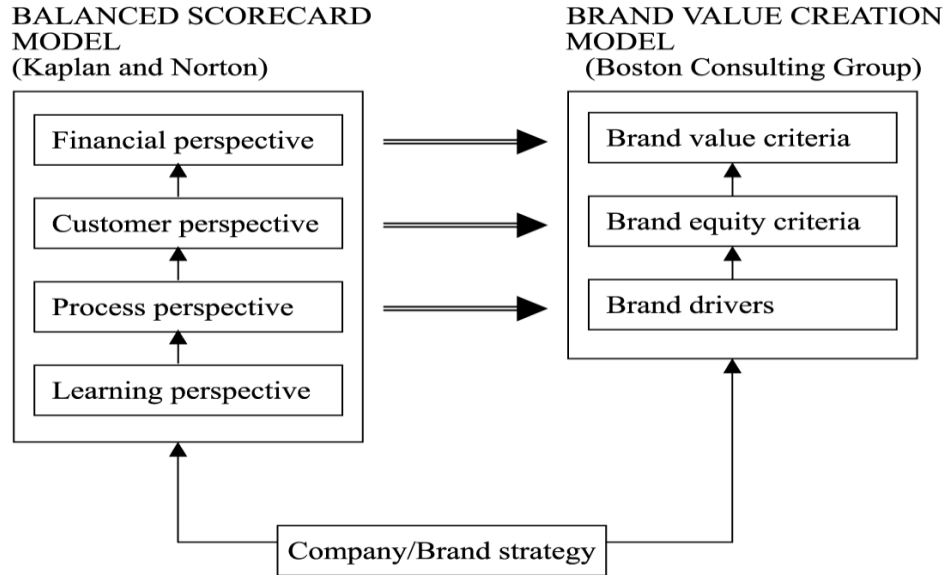 BALANCED SCORECARD
MODEL
(Kaplan and Norton)
Financial perspective
Customer perspective
Process perspective
Learning perspective
BRAND VALUE CREATION
MODEL
(Boston Consulting Group)
Brand value criteria
Brand equity criteria
Brand drivers
Company/Brand strategy